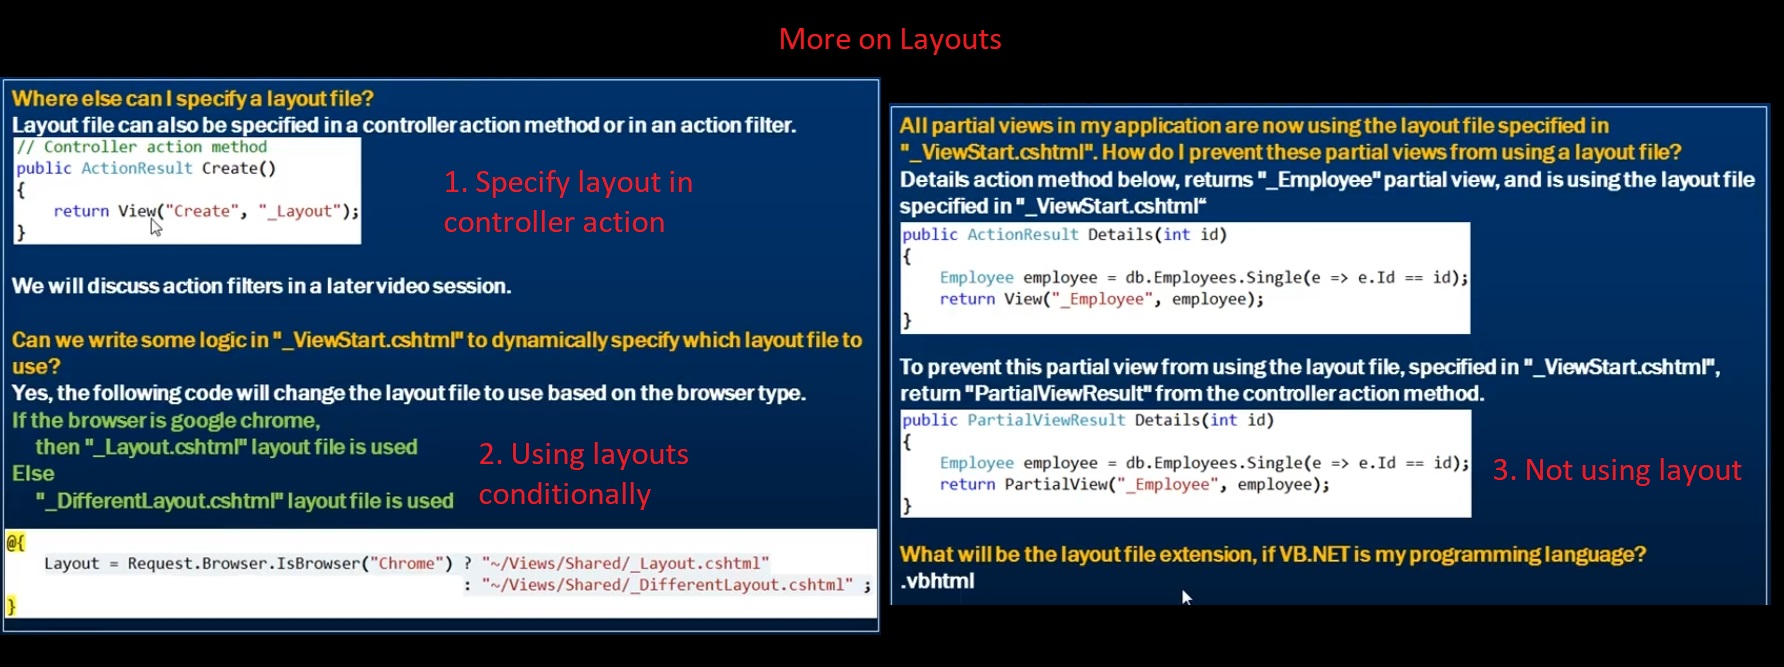 More on Layouts
Where else can I specify a layout file?
Layout file can also be specified in a controller action method or in an action filter.
// Controller action method
public ActionResult Create()
{
return View("Create", "_Layout");
}
1. Specify layout in
controller action
We will discuss action filters in a later video session.
Can we write some logic in "_ViewStart.cshtml" to dynamically specify which layout file to
use?
Yes, the following code will change the layout file to use based on the browser type.
If the browser is google chrome,
then "_Layout.cshtml" layout file is used
Else
"_DifferentLayout.cshtml" layout file is used
2. Using layouts
conditionally
@{
Layout = Request.Browser.IsBrowser("Chrome") ? "~/Views/Shared/_Layout.cshtml"
: "~/Views/Shared/_DifferentLayout.cshtml" ;
}
All partial views in my application are now using the layout file specified in
"_ViewStart.cshtml". How do I prevent these partial views from using a layout file?
Details action method below, returns "_Employee" partial view, and is using the layout file
specified in "_ViewStart.cshtml“
public ActionResult Details(int id)
{
Employee employee = db.Employees.Single(e => e.Id == id);
return View("_Employee", employee);
}
To prevent this partial view from using the layout file, specified in "_ViewStart.cshtml",
return "PartialViewResult" from the controller action method.
public PartialViewResult Details(int id)
{
Employee employee = db.Employees.Single(e => e.Id == id);
return PartialView("_Employee", employee);
}
3. Not using layout
What will be the layout file extension, if VB.NET is my programming language?
.vbhtml